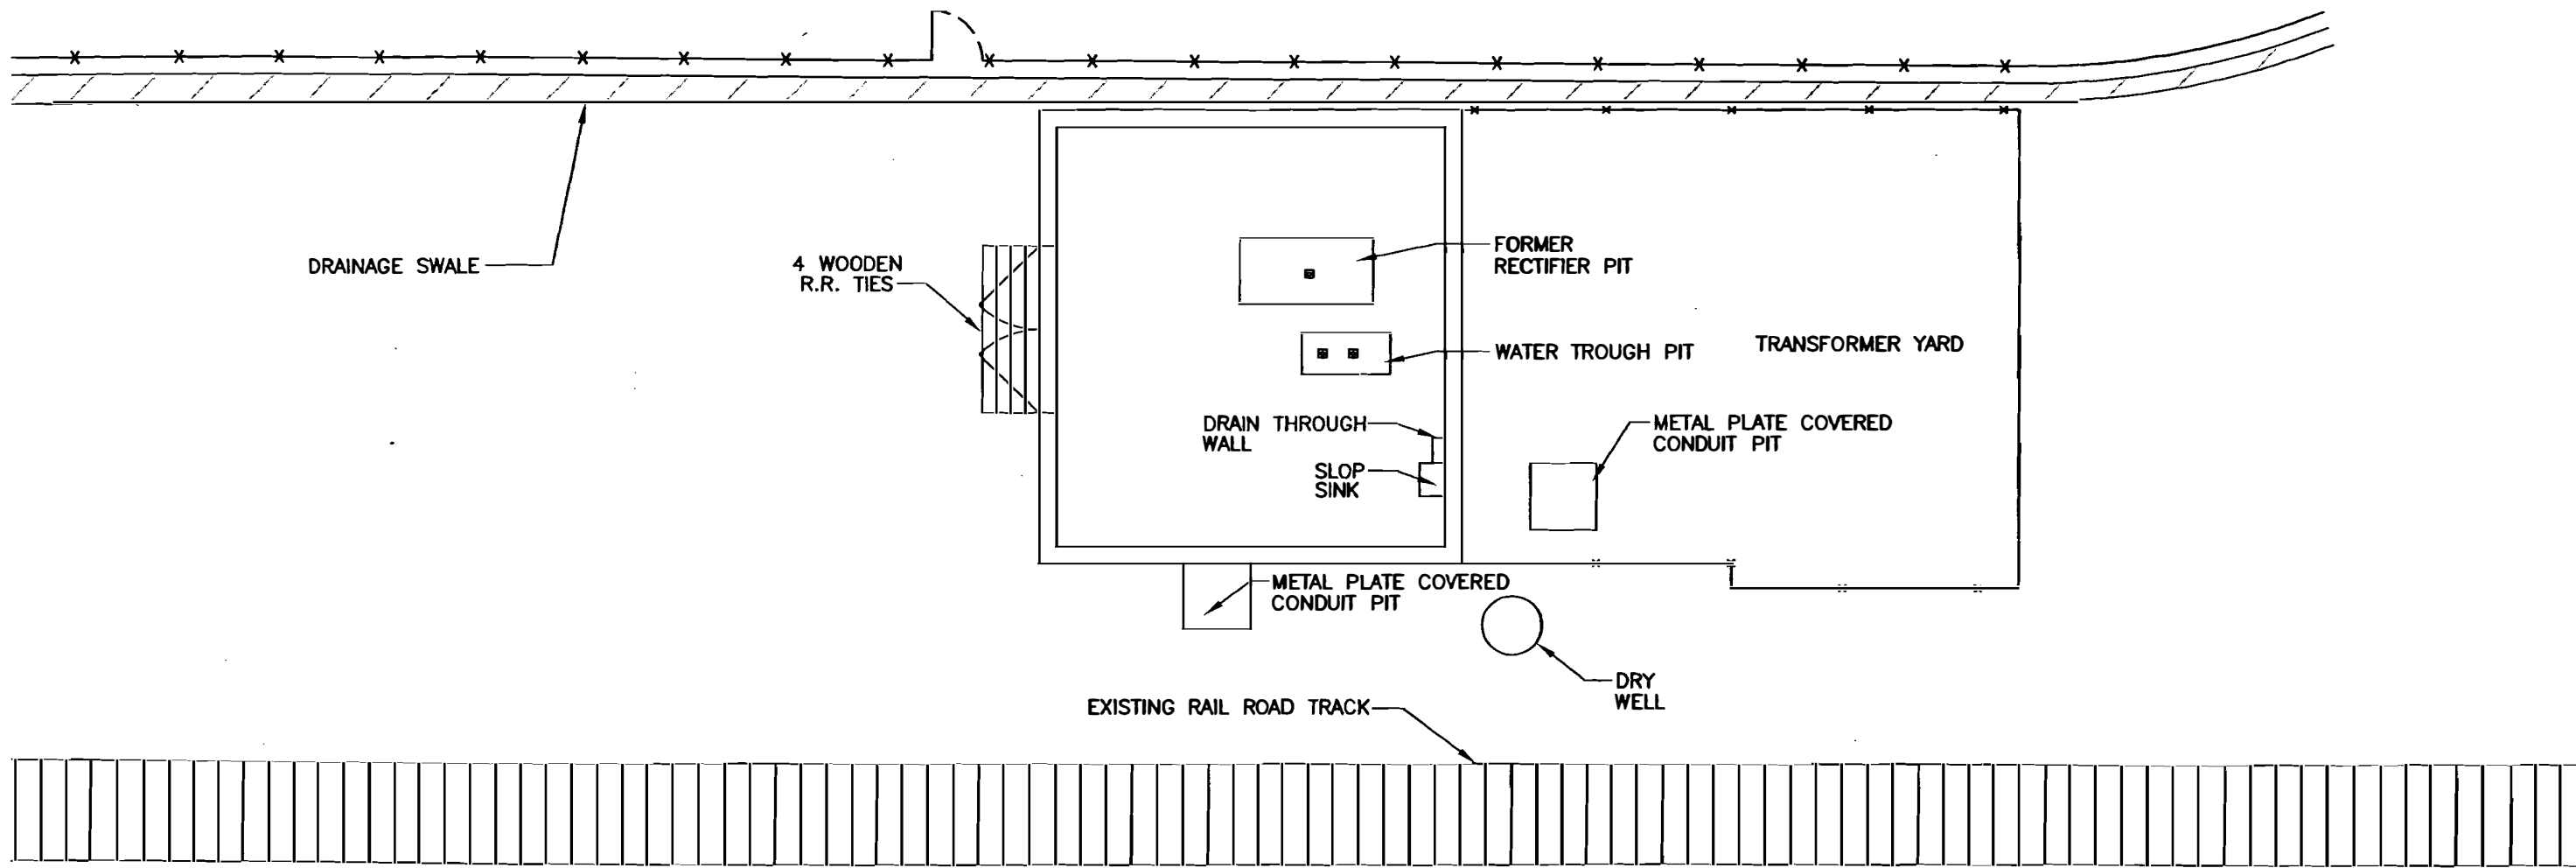 DRAINAGE SWALE
4 WOODEN
R.R. TIES
FORMER
RECTIFIER PIT
WATER TROUGH PIT
TRANSFORMER YARD
DRAIN THROUGH
WALL
SLOP
SINK
METAL PLATE COVERED
CONDUIT PIT
METAL PLATE COVERED
CONDUIT PIT
DRY
WELL
EXISTING RAIL ROAD TRACK